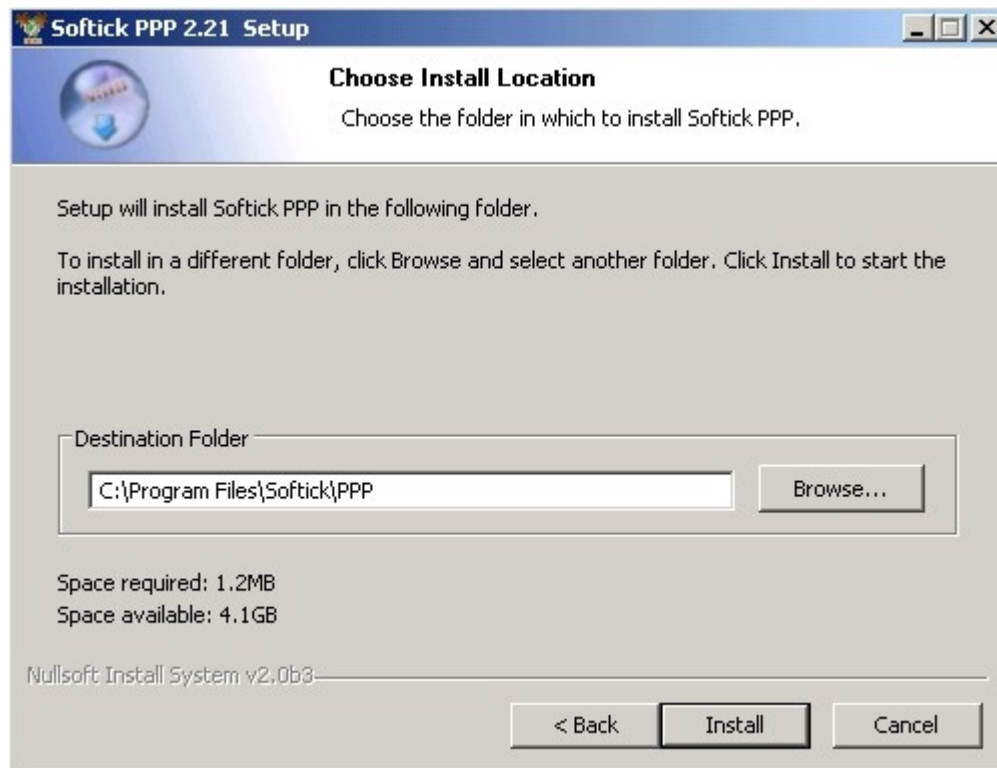 Softick PPP 2.21 Setup
Choose Install Location
Choose the folder in which to install Softick PPP.
Setup will install Softick PPP in the following folder.
To install in a different folder, click Browse and select another folder. Click Install to start the
installation.
Destination Folder
C:\Program Files\Softick\PPP
Browse...
Space required: 1.2MB
Space available: 4.1GB
Nullsoft Install System v2.0b3
< Back
Install
Cancel